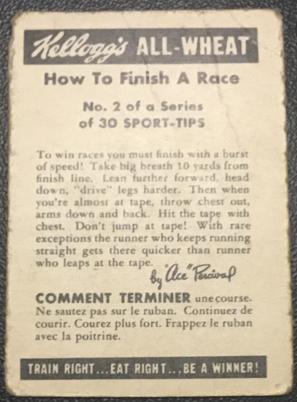 Kellogg's ALL-WHEAT
How To Finish A Race
No. 2 of a Series
of 30 SPORT-TIPS
To win races you must finish with a burst
of speed! Take big breath 10 yards from
finish line. Lean further forward, head
down, "drive" legs harder. Then when
you're almost at tape, throw chest out,
arms down and back. Hit the tape with
chest. Don't jump at tape! With rare
exceptions the runner who keeps running
straight gets there quicker than runner
who leaps at the tape.
by "Ace" Percival
COMMENT TERMINER une course.
Ne sautez pas sur le ruban. Continuez de
courir. Courez plus fort. Frappez le ruban
avec la poitrine.
TRAIN RIGHT...EAT RIGHT...BE A WINNER!